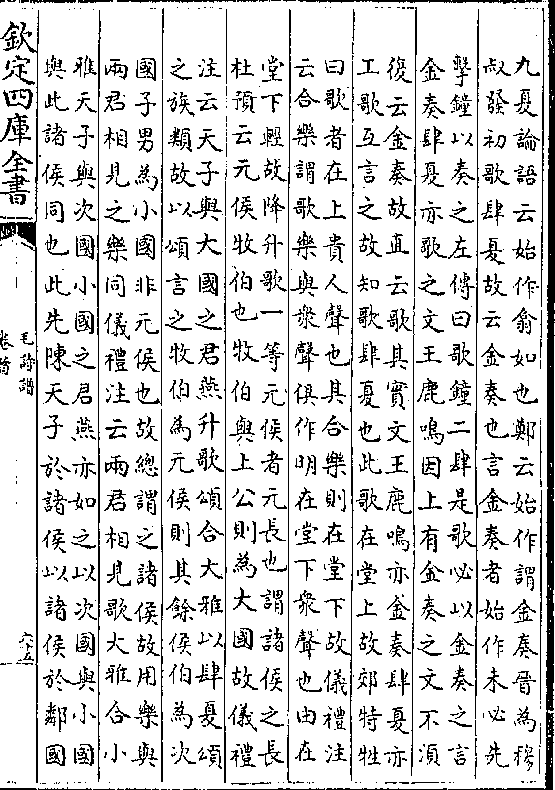 九夏論語云始作翕如也鄭云始作謂金奏晉為穆
叔發初歌肆夏故云金奏也言金奏者始作未必先
擊鐘以奏之左傳曰歌鐘二肆是歌必以金奏之言
金奏肆夏亦歌之文王鹿鳴因上有金奏之文不湏
復云金奏故直云歌其實文王鹿鳴亦金奏肆夏亦
工歌互言之故知歌肆夏也此歌在堂上故郊特牲
曰歌者在上貴人聲也其合樂則在堂下故儀禮注
云合樂謂歌樂與衆聲俱作明在堂下衆聲也由在
堂下輕故降升歌一等元侯者元長也謂諸侯之長
杜預云元侯牧伯也牧伯與上公則為大國故儀禮
注云天子與大國之君燕升歌頌合大雅以肆夏頌
之族類故以頌言之牧伯為元侯則其餘侯伯為次
國子男為小國非元侯也故總謂之諸侯故用樂與
兩君相見之樂同儀禮注云兩君相見歌大雅合小
雅天子與次國小國之君燕亦如之以次國與小國
與此諸侯同也此先陳天子於諸侯以諸侯於鄰國
欽定四庫全書
毛詩譜
卷首
六十五